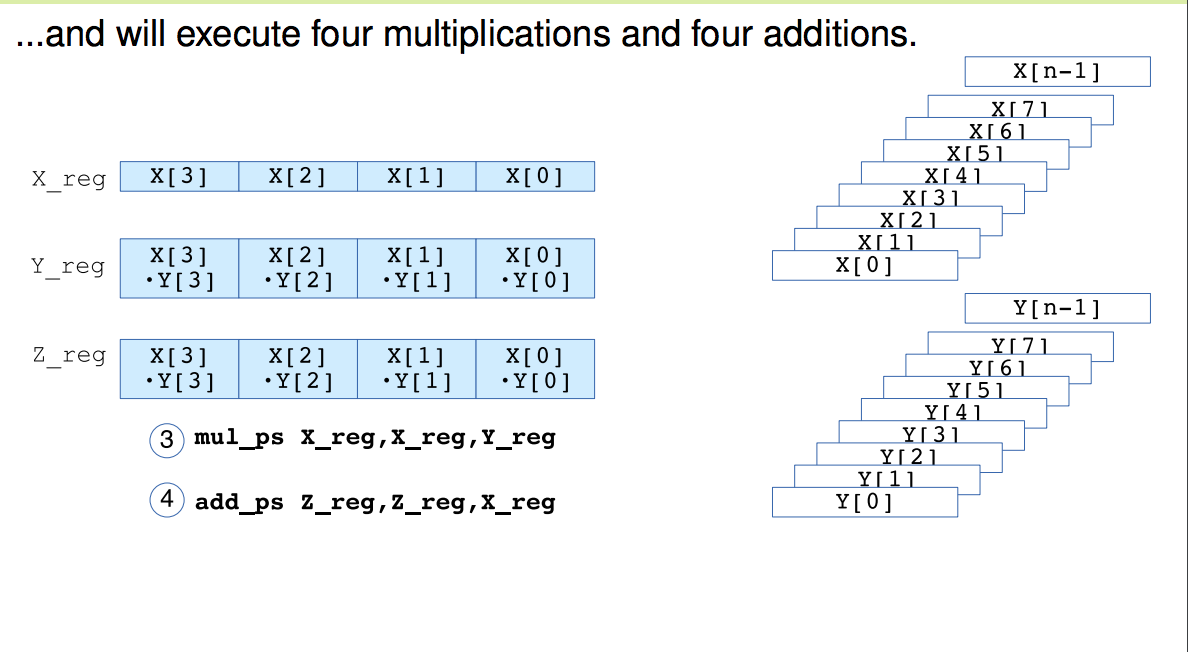 ...and will execute four multiplications and four additions.
X_reg X[3] X[2] X[1] X[0]
Y_reg X[3] X[2] X[1] X[0]
·Y[3] ·Y[2] ·Y[1] ·Y[0]
Z_reg X[3] X[2] X[1] X[0]
·Y[3] ·Y[2] ·Y[1] ·Y[0]
3 mul_ps X_reg,X_reg,Y_reg
4 add_ps Z_reg,Z_reg,X_reg
X[n-1]
X[7]
X[6]
X[5]
X[4]
X[3]
X[2]
X[1]
X[0]
Y[n-1]
Y[7]
Y[6]
Y[5]
Y[4]
Y[3]
Y[2]
Y[1]
Y[0]